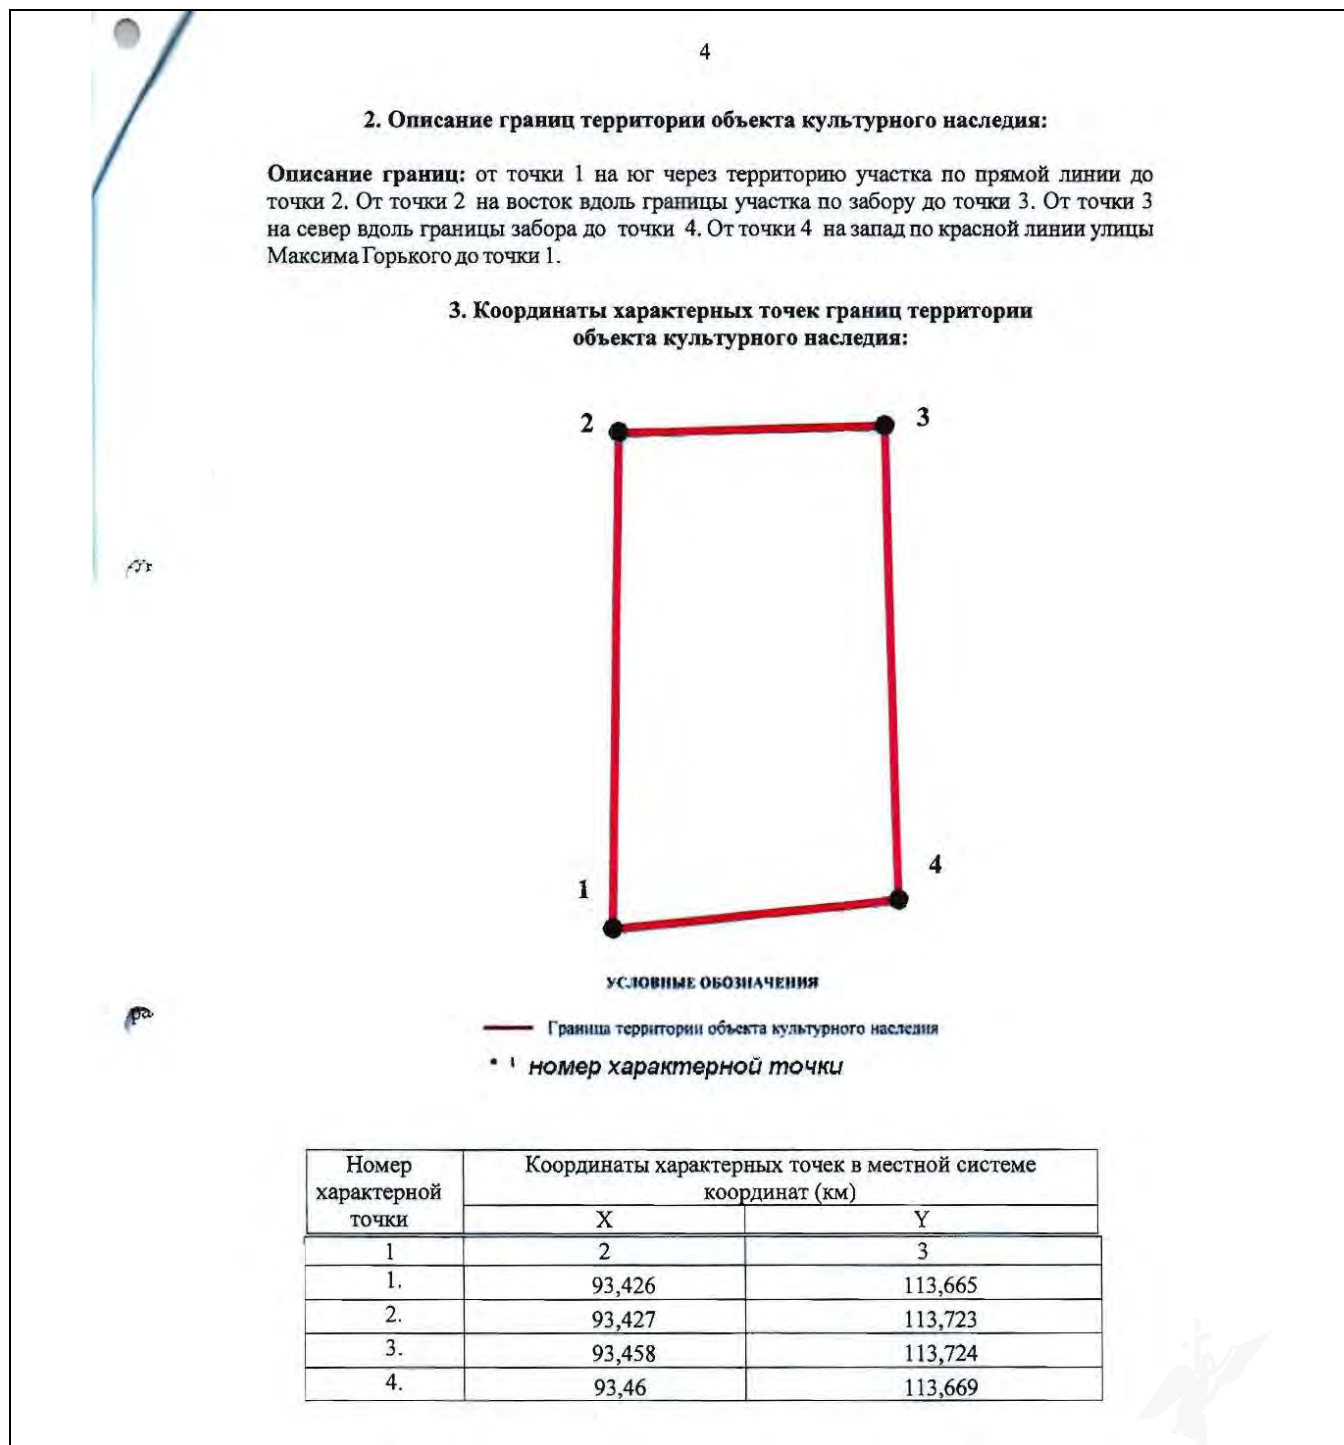 4
2. Описание границ территории объекта культурного наследия:
Описание границ: от точки 1 на юг через территорию участка по прямой линии до
точки 2. От точки 2 на восток вдоль границы участка по забору до точки 3. От точки 3
на север вдоль границы забора до точки 4. От точки 4 на запад по красной линии улицы
Максима Горького до точки 1.
3. Координаты характерных точек границ территории
объекта культурного наследия:
2
3
4
1
УСЛОВНЫЕ ОБОЗНАЧЕНИЯ
Граница территории объекта культурного наследия
1 номер характерной точки
Номер
характерной
точки
Координаты характерных точек в местной системе
координат (км)
X Y
1 2 3
1. 93,426 113,665
2. 93,427 113,723
3. 93,458 113,724
4. 93,46 113,669